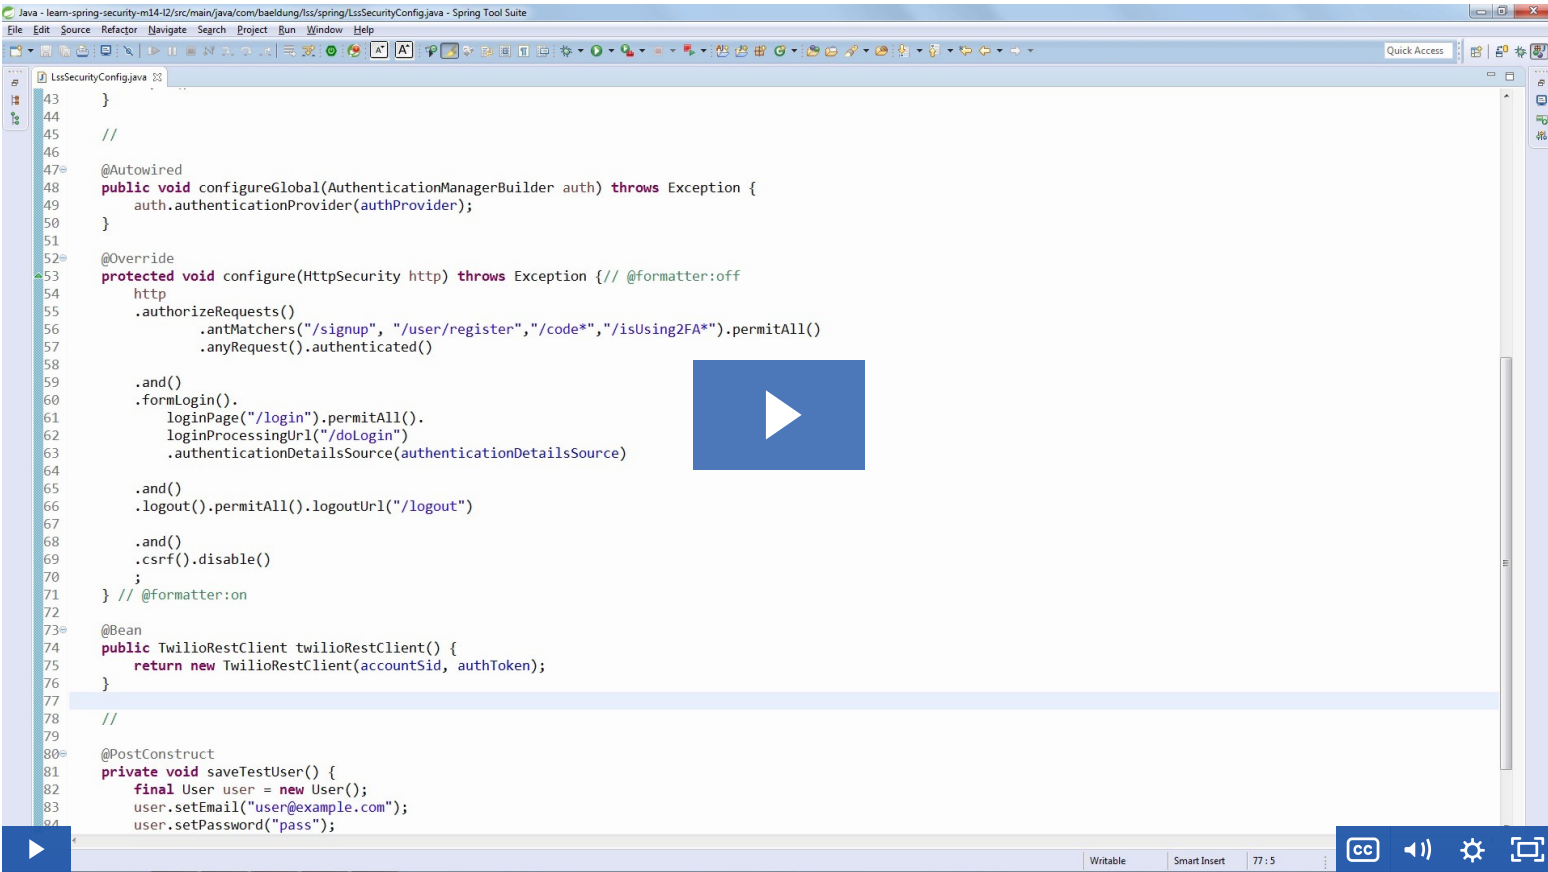 Java - learn-spring-security-m14-l2/src/main/java/com/baeldung/lss/spring/LssSecurityConfig.java - Spring Tool Suite
File Edit Source Refactor Navigate Search Project Run Window Help
Quick Access
LssSecurityConfig.java
43 }
44
45 //
46
47 @Autowired
48 public void configureGlobal(AuthenticationManagerBuilder auth) throws Exception {
49 auth.authenticationProvider(authProvider);
50 }
51
52 @Override
53 protected void configure(HttpSecurity http) throws Exception {// @formatter:off
54 http
55 .authorizeRequests()
56 .antMatchers("/signup", "/user/register","/code*","/isUsing2FA*").permitAll()
57 .anyRequest().authenticated()
58
59 .and()
60 .formLogin().
61 loginPage("/login").permitAll().
62 loginProcessingUrl("/doLogin")
63 .authenticationDetailsSource(authenticationDetailsSource)
64
65 .and()
66 .logout().permitAll().logoutUrl("/logout")
67
68 .and()
69 .csrf().disable()
70 ;
71 } // @formatter:on
72
73 @Bean
74 public TwilioRestClient twilioRestClient() {
75 return new TwilioRestClient(accountSid, authToken);
76 }
77
78 //
79
80 @PostConstruct
81 private void saveTestUser() {
82 final User user = new User();
83 user.setEmail("user@example.com");
84 user.setPassword("pass");
Writable Smart Insert 77 : 5
CC